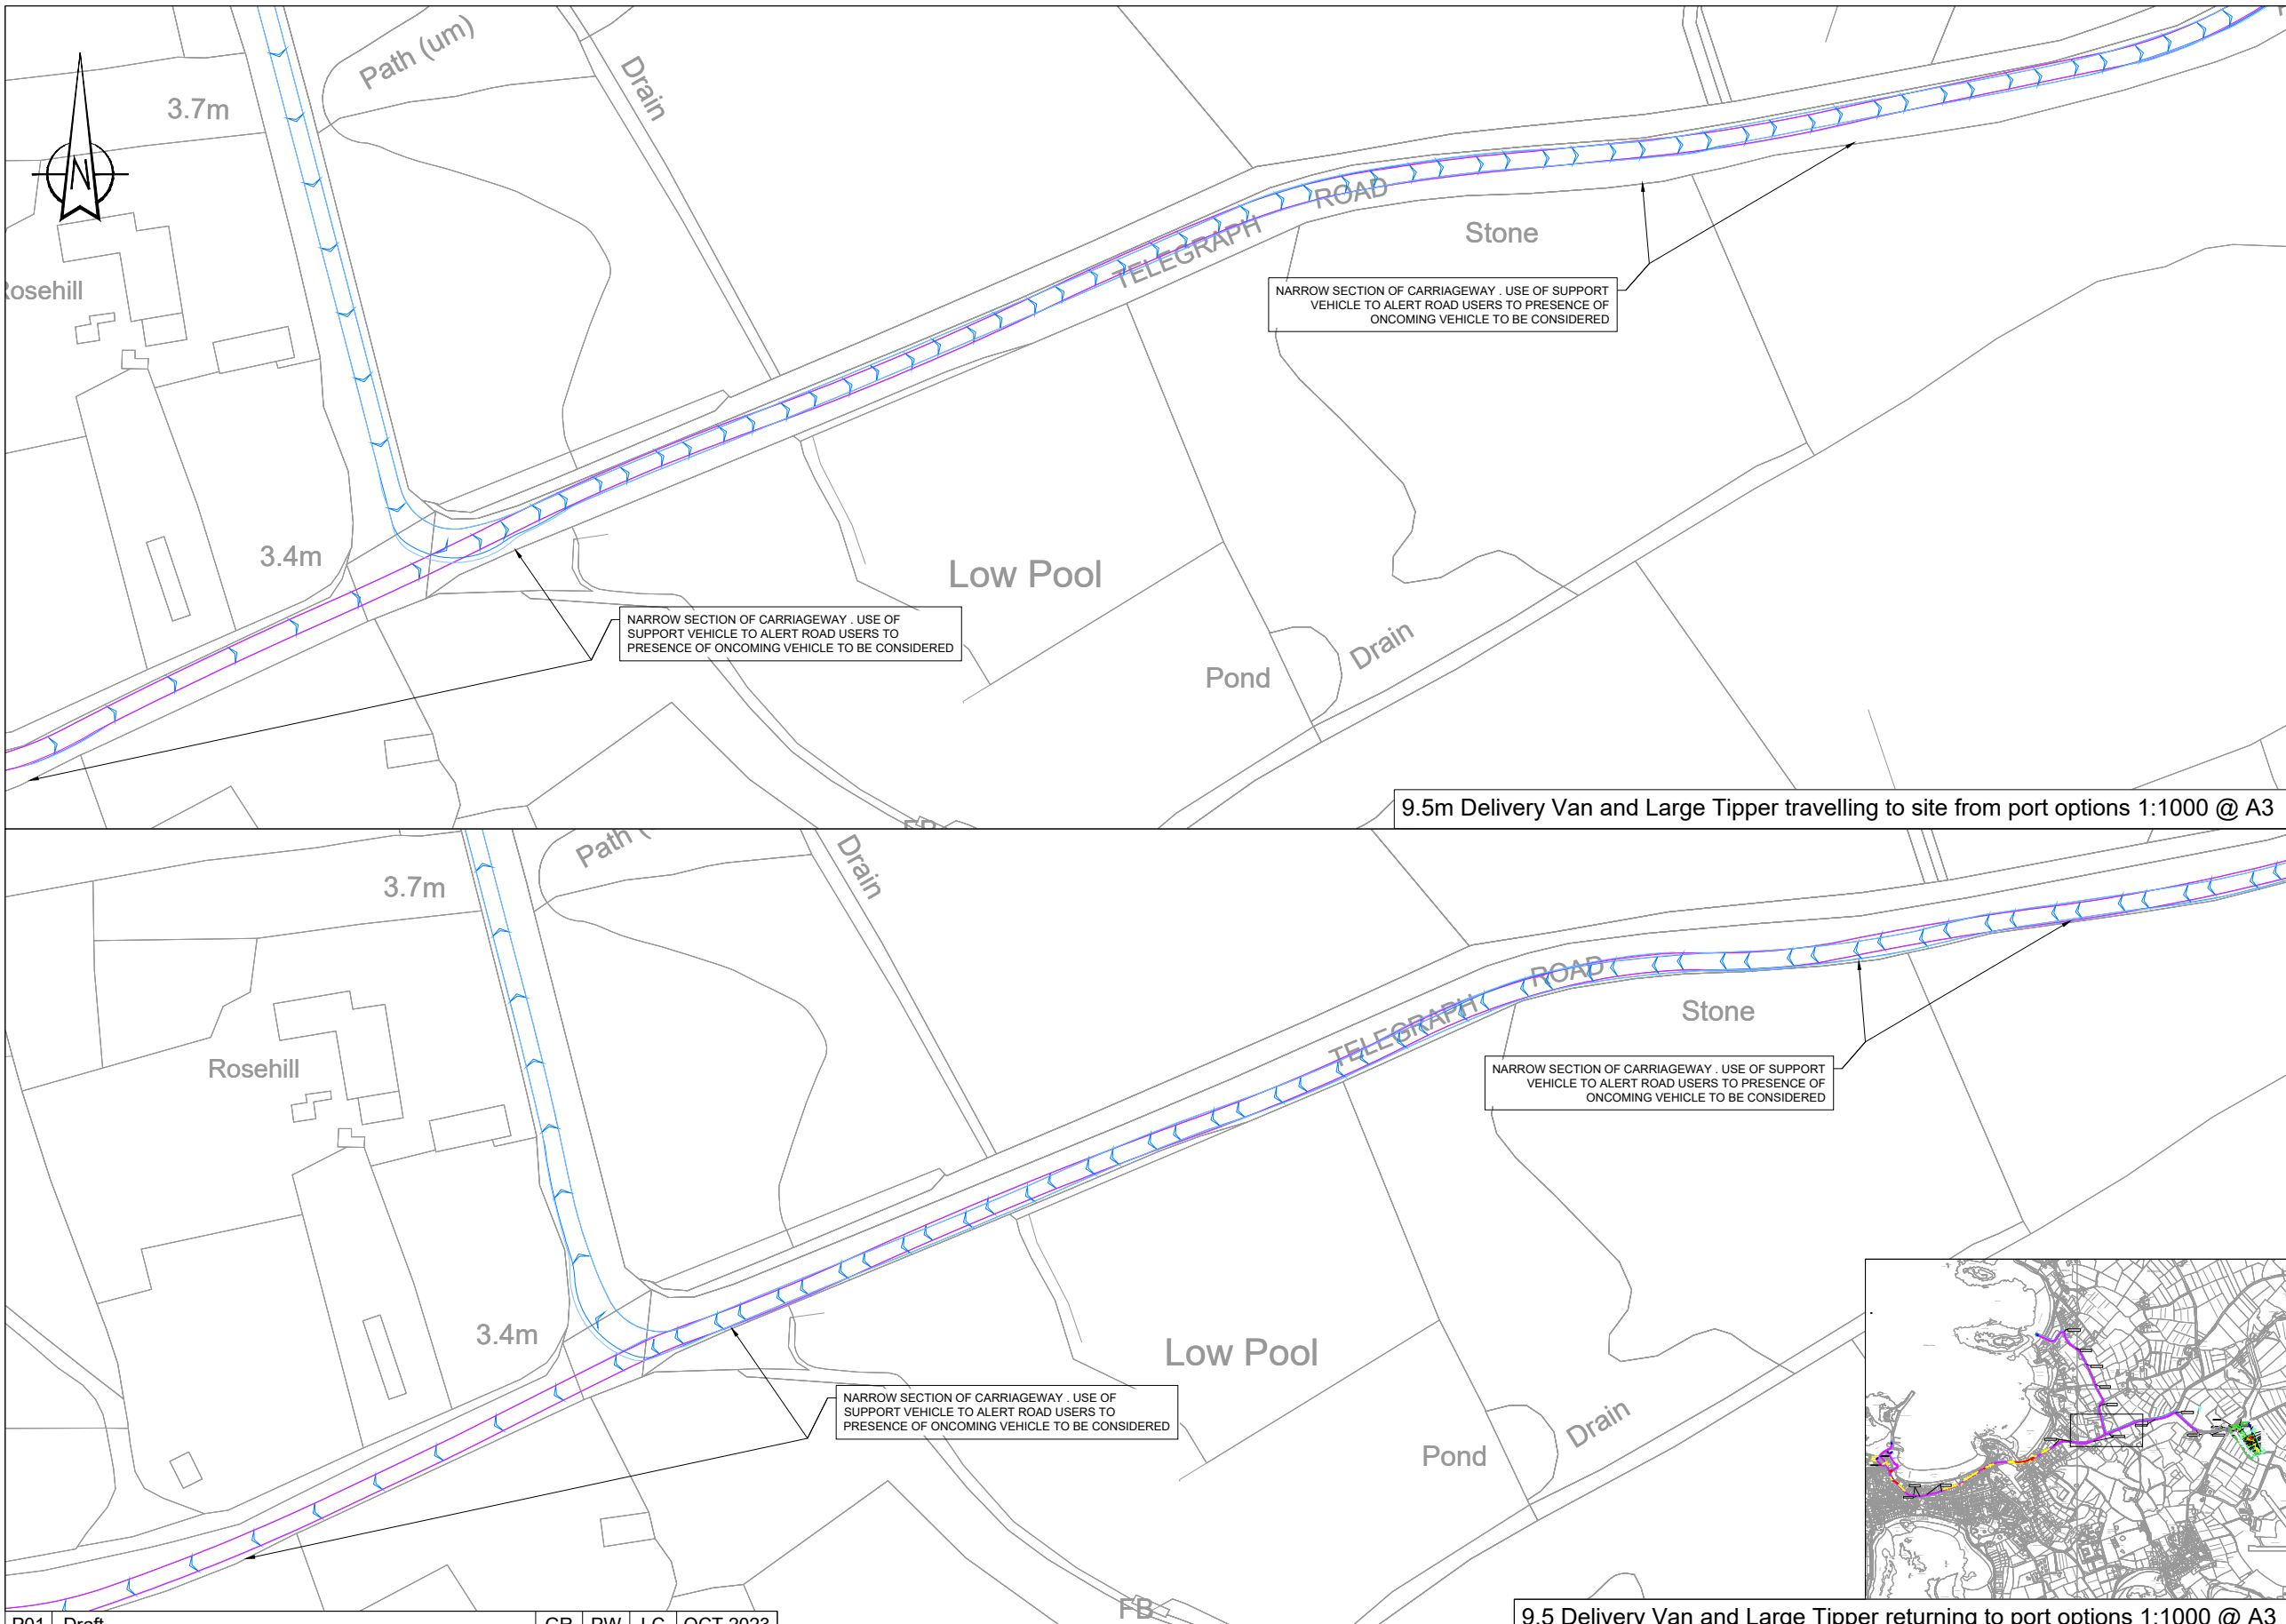 Path (um)
Drain
3.7m
N
Rosehill
ROAD
TELEGRAPH
Stone
NARROW SECTION OF CARRIAGEWAY . USE OF SUPPORT
VEHICLE TO ALERT ROAD USERS TO PRESENCE OF
ONCOMING VEHICLE TO BE CONSIDERED
3.4m
Low Pool
NARROW SECTION OF CARRIAGEWAY . USE OF
SUPPORT VEHICLE TO ALERT ROAD USERS TO
PRESENCE OF ONCOMING VEHICLE TO BE CONSIDERED
Drain
Pond
9.5m Delivery Van and Large Tipper travelling to site from port options 1:1000 @ A3
FB
Path (
Drain
3.7m
ROAD
TELEGRAPH
Stone
Rosehill
NARROW SECTION OF CARRIAGEWAY . USE OF SUPPORT
VEHICLE TO ALERT ROAD USERS TO PRESENCE OF
ONCOMING VEHICLE TO BE CONSIDERED
3.4m
Low Pool
NARROW SECTION OF CARRIAGEWAY . USE OF
SUPPORT VEHICLE TO ALERT ROAD USERS TO
PRESENCE OF ONCOMING VEHICLE TO BE CONSIDERED
Drain
Pond
FB
9.5 Delivery Van and Large Tipper returning to port options 1:1000 @ A3
P01 Draft PW LC OCT 2023